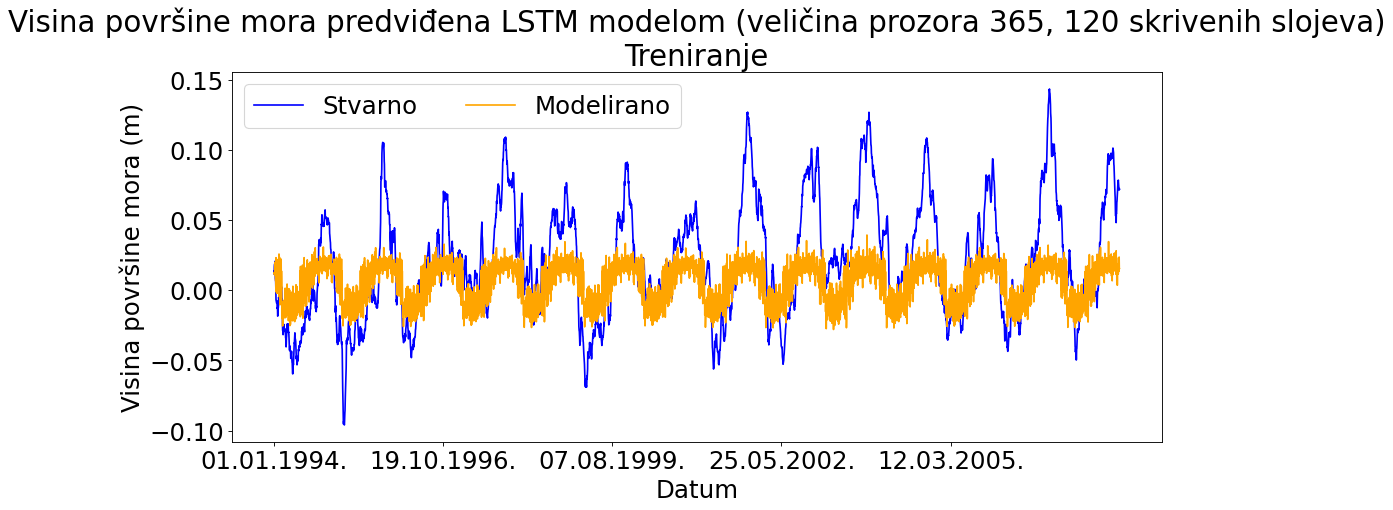 Visina površine mora predviđena LSTM modelom (veličina prozora 365, 120 skrivenih slojeva)
Treniranje
Stvarno Modelirano
Visina površine mora (m)
0.15
0.10
0.05
0.00
−0.05
−0.10
01.01.1994. 19.10.1996. 07.08.1999. 25.05.2002. 12.03.2005.
Datum